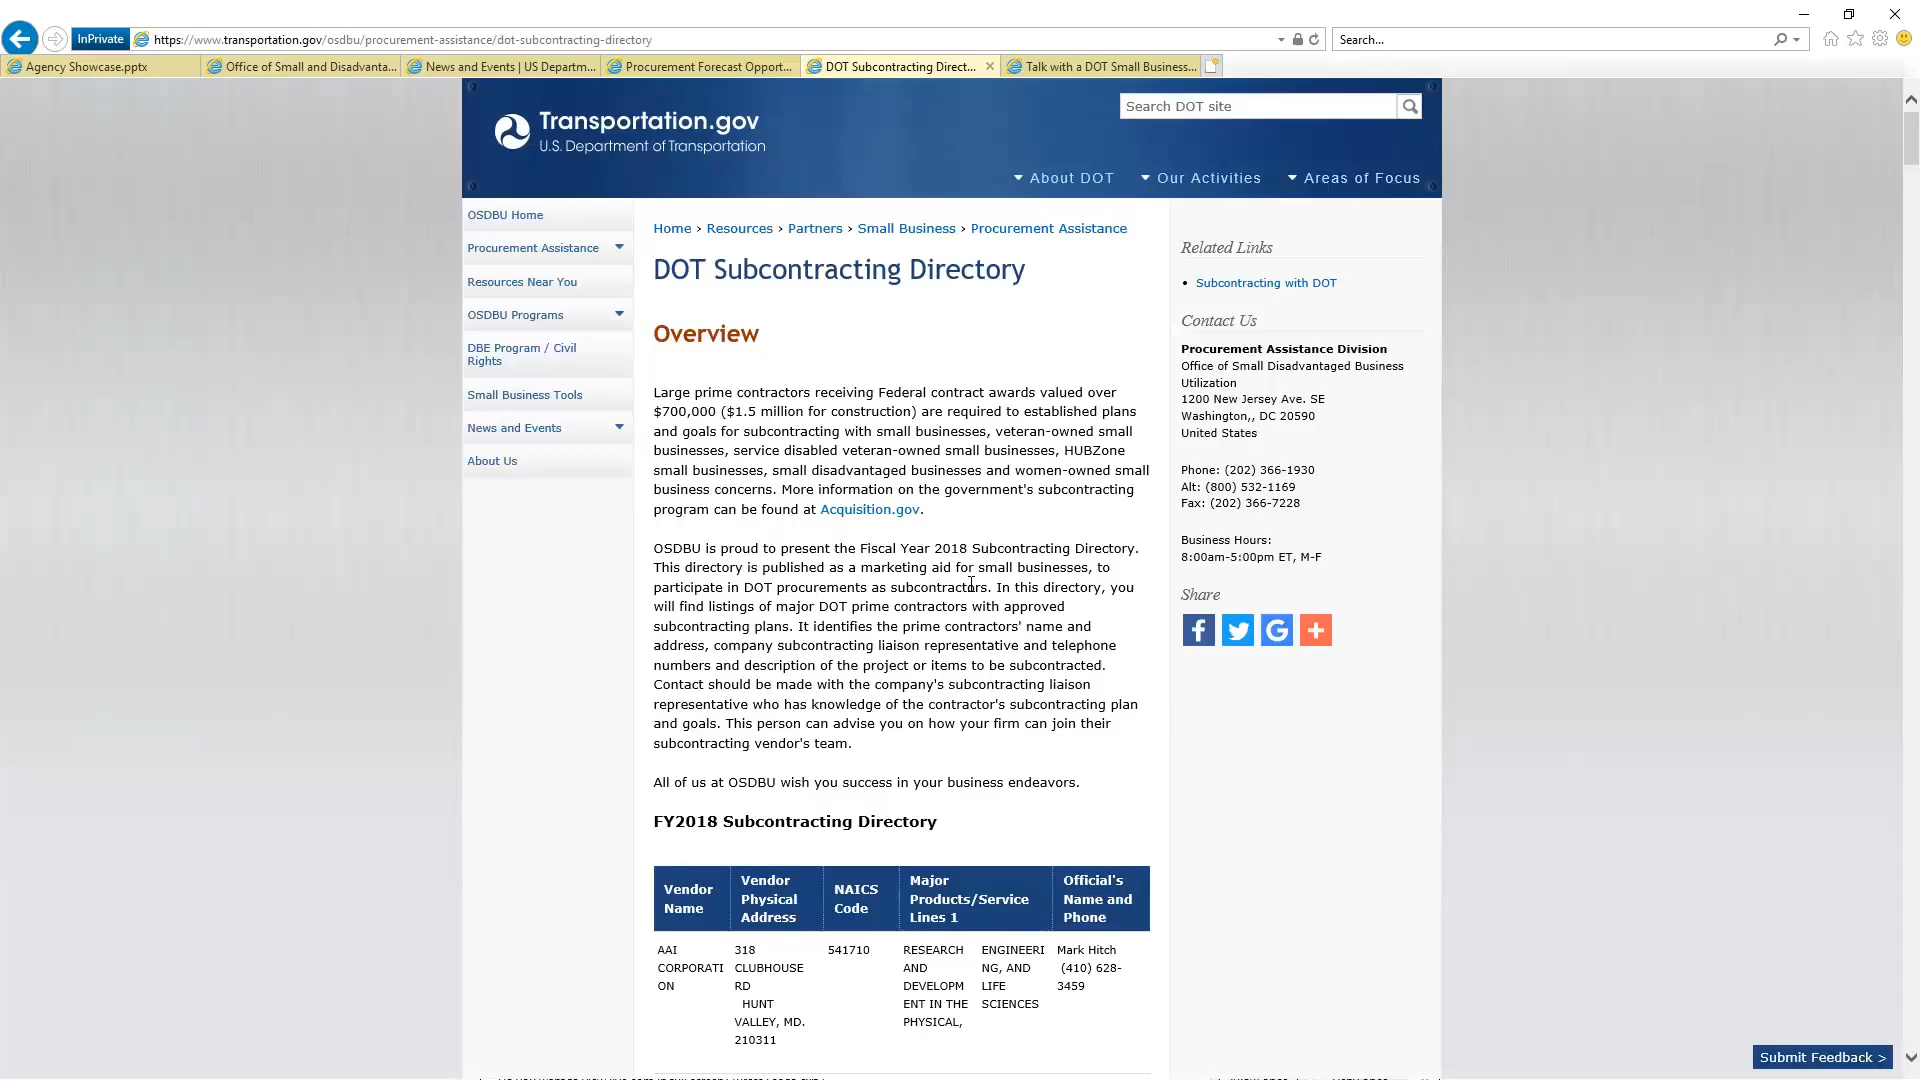 InPrivate
https://www.transportation.gov/osdbu/procurement-assistance/dot-subcontracting-directory
Search...
Agency Showcase.pptx
Office of Small and Disadvanta...
News and Events | US Departm...
Procurement Forecast Opport...
DOT Subcontracting Direct...
Talk with a DOT Small Business...
Transportation.gov
U.S. Department of Transportation
Search DOT site
About DOT
Our Activities
Areas of Focus
OSDBU Home
Procurement Assistance
Resources Near You
OSDBU Programs
DBE Program / Civil
Rights
Small Business Tools
News and Events
About Us
Home › Resources › Partners › Small Business › Procurement Assistance
DOT Subcontracting Directory
Overview
Large prime contractors receiving Federal contract awards valued over
$700,000 ($1.5 million for construction) are required to established plans
and goals for subcontracting with small businesses, veteran-owned small
businesses, service disabled veteran-owned small businesses, HUBZone
small businesses, small disadvantaged businesses and women-owned small
business concerns. More information on the government's subcontracting
program can be found at Acquisition.gov.
OSDBU is proud to present the Fiscal Year 2018 Subcontracting Directory.
This directory is published as a marketing aid for small businesses, to
participate in DOT procurements as subcontractors. In this directory, you
will find listings of major DOT prime contractors with approved
subcontracting plans. It identifies the prime contractors' name and
address, company subcontracting liaison representative and telephone
numbers and description of the project or items to be subcontracted.
Contact should be made with the company's subcontracting liaison
representative who has knowledge of the contractor's subcontracting plan
and goals. This person can advise you on how your firm can join their
subcontracting vendor's team.
All of us at OSDBU wish you success in your business endeavors.
FY2018 Subcontracting Directory
Vendor
Name
Vendor
Physical
Address
NAICS
Code
Major
Products/Service
Lines 1
Official's
Name and
Phone
AAI
CORPORATI
ON
318
CLUBHOUSE
RD
HUNT
VALLEY, MD.
210311
541710
RESEARCH
AND
DEVELOPM
ENT IN THE
PHYSICAL,
ENGINEERI
NG, AND
LIFE
SCIENCES
Mark Hitch
(410) 628-
3459
Related Links
Subcontracting with DOT
Contact Us
Procurement Assistance Division
Office of Small Disadvantaged Business
Utilization
1200 New Jersey Ave. SE
Washington,, DC 20590
United States
Phone: (202) 366-1930
Alt: (800) 532-1169
Fax: (202) 366-7228
Business Hours:
8:00am-5:00pm ET, M-F
Share
Submit Feedback >